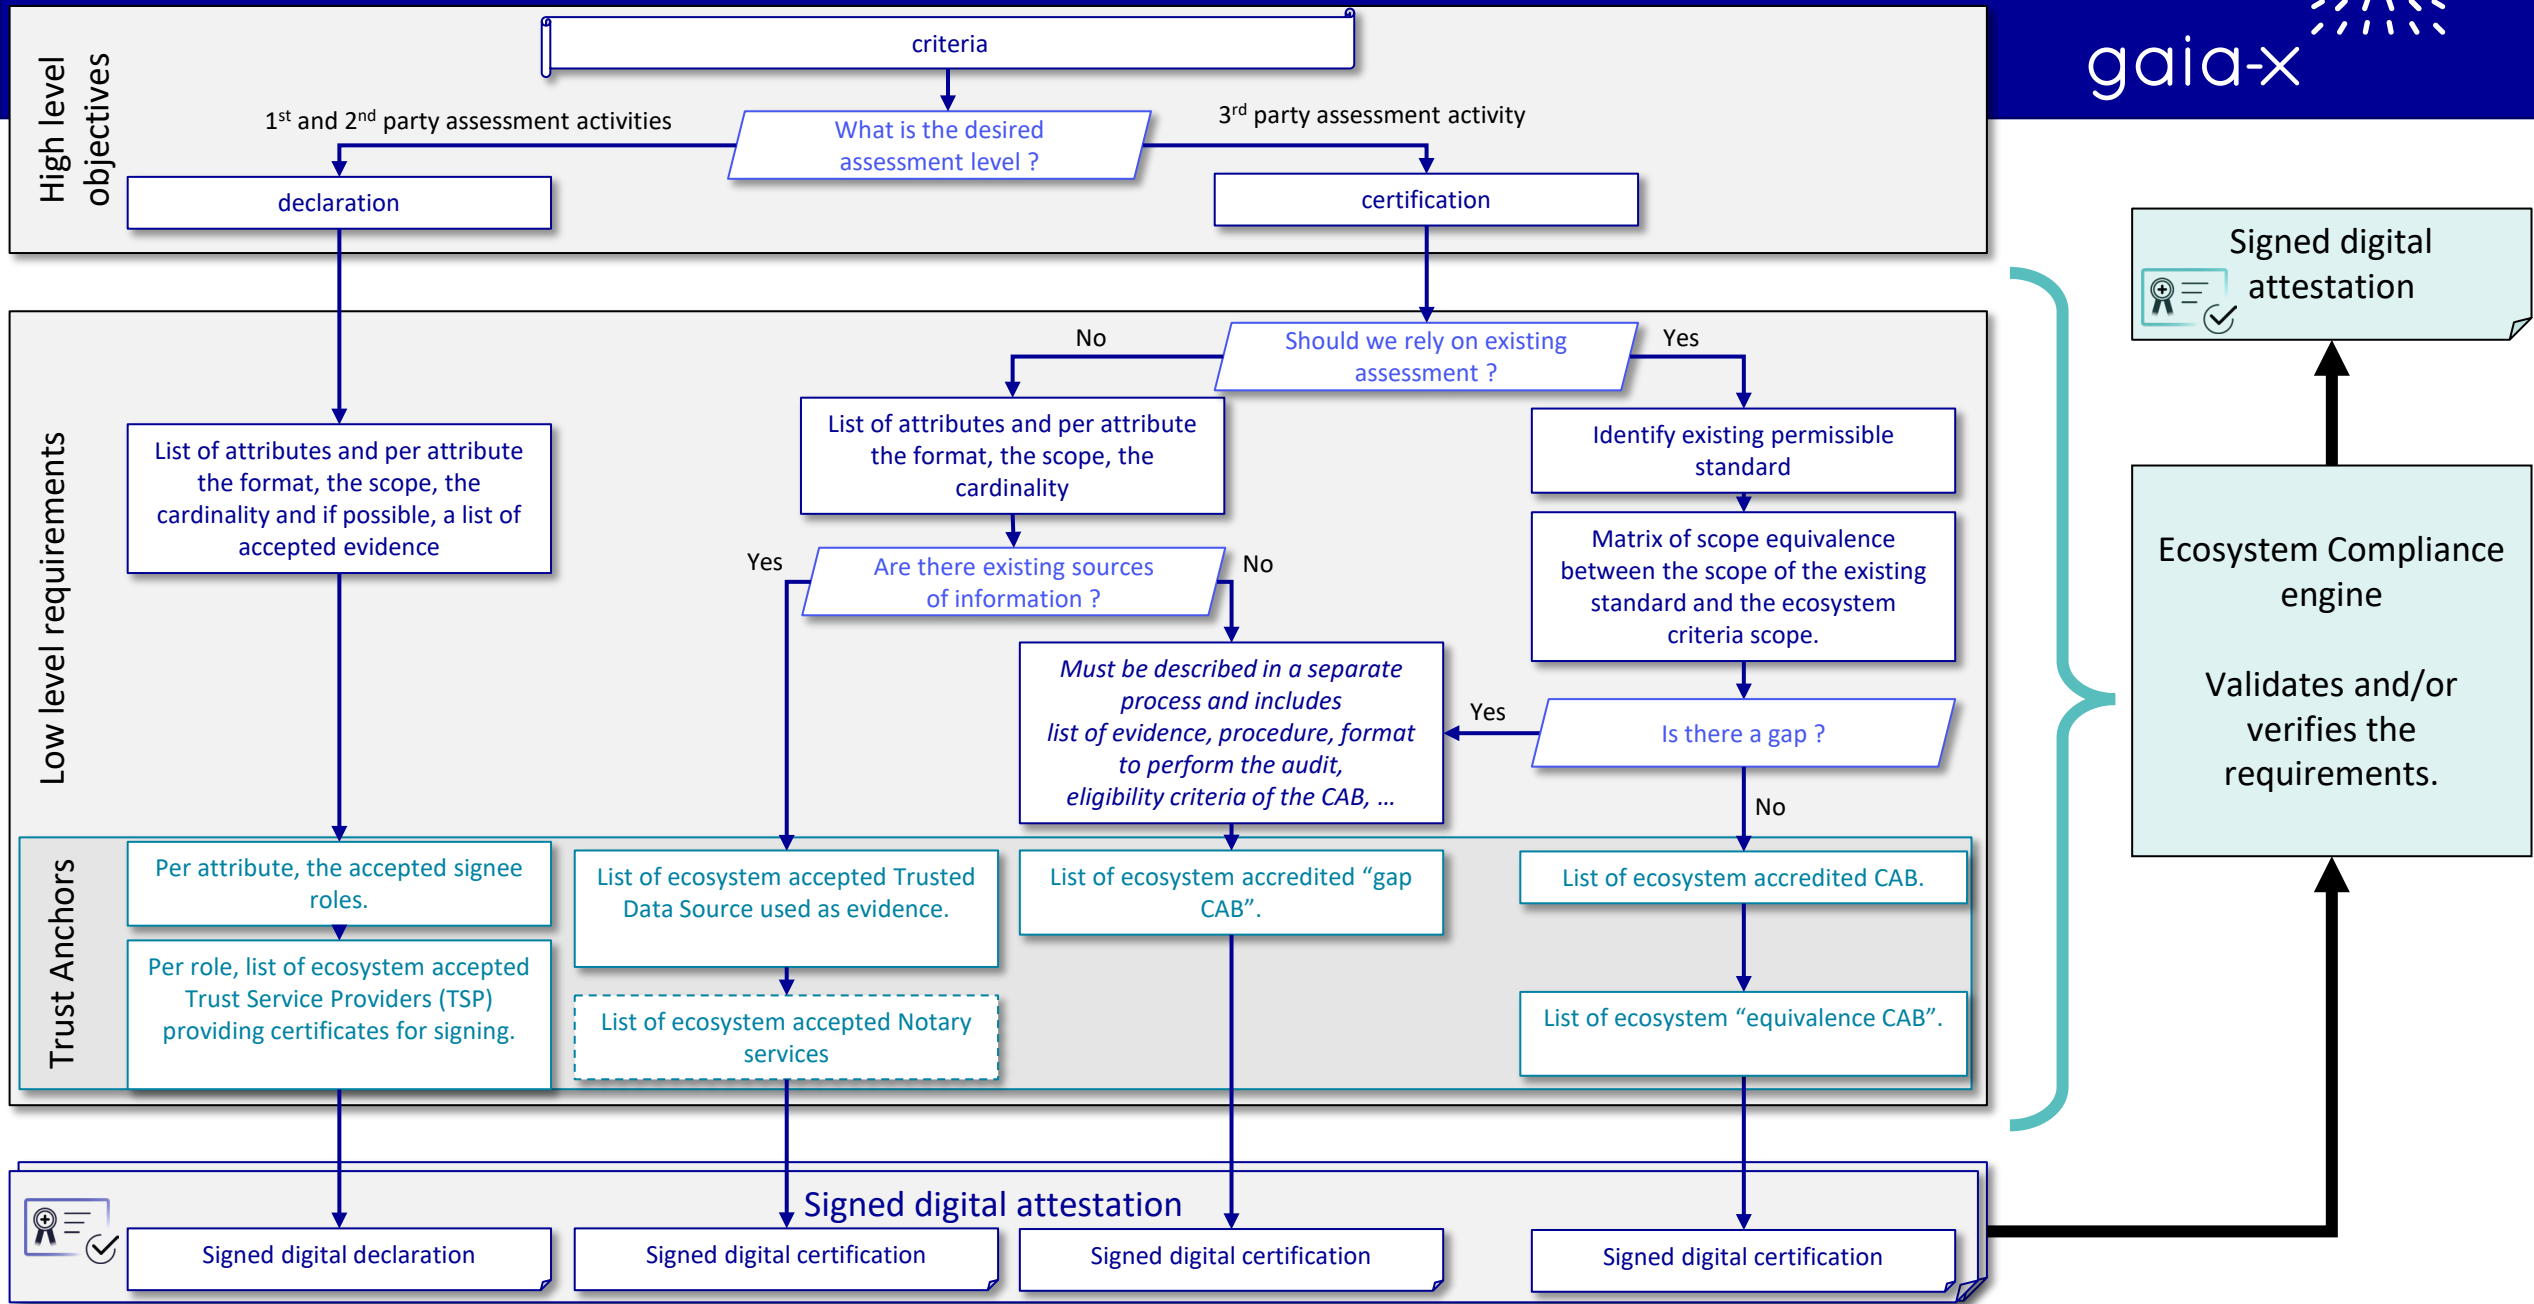 gaia-x
High level
objectives
criteria
1st and 2nd party assessment activities
What is the desired
assessment level ?
3rd party assessment activity
declaration
certification
Low level requirements
No
Should we rely on existing
assessment ?
Yes
List of attributes and per attribute
the format, the scope, the
cardinality and if possible, a list of
accepted evidence
List of attributes and per attribute
the format, the scope, the
cardinality
Identify existing permissible
standard
Yes
Are there existing sources
of information ?
No
Matrix of scope equivalence
between the scope of the existing
standard and the ecosystem
criteria scope.
Must be described in a separate
process and includes
list of evidence, procedure, format
to perform the audit,
eligibility criteria of the CAB, ...
Yes
Is there a gap ?
No
Trust Anchors
Per attribute, the accepted signee
roles.
Per role, list of ecosystem accepted
Trust Service Providers (TSP)
providing certificates for signing.
List of ecosystem accepted Trusted
Data Source used as evidence.
List of ecosystem accepted Notary
services
List of ecosystem accredited “gap
CAB”.
List of ecosystem accredited CAB.
List of ecosystem “equivalence CAB”.
Signed digital attestation
Signed digital declaration
Signed digital certification
Signed digital certification
Signed digital certification
Signed digital
attestation
Ecosystem Compliance
engine
Validates and/or
verifies the
requirements.